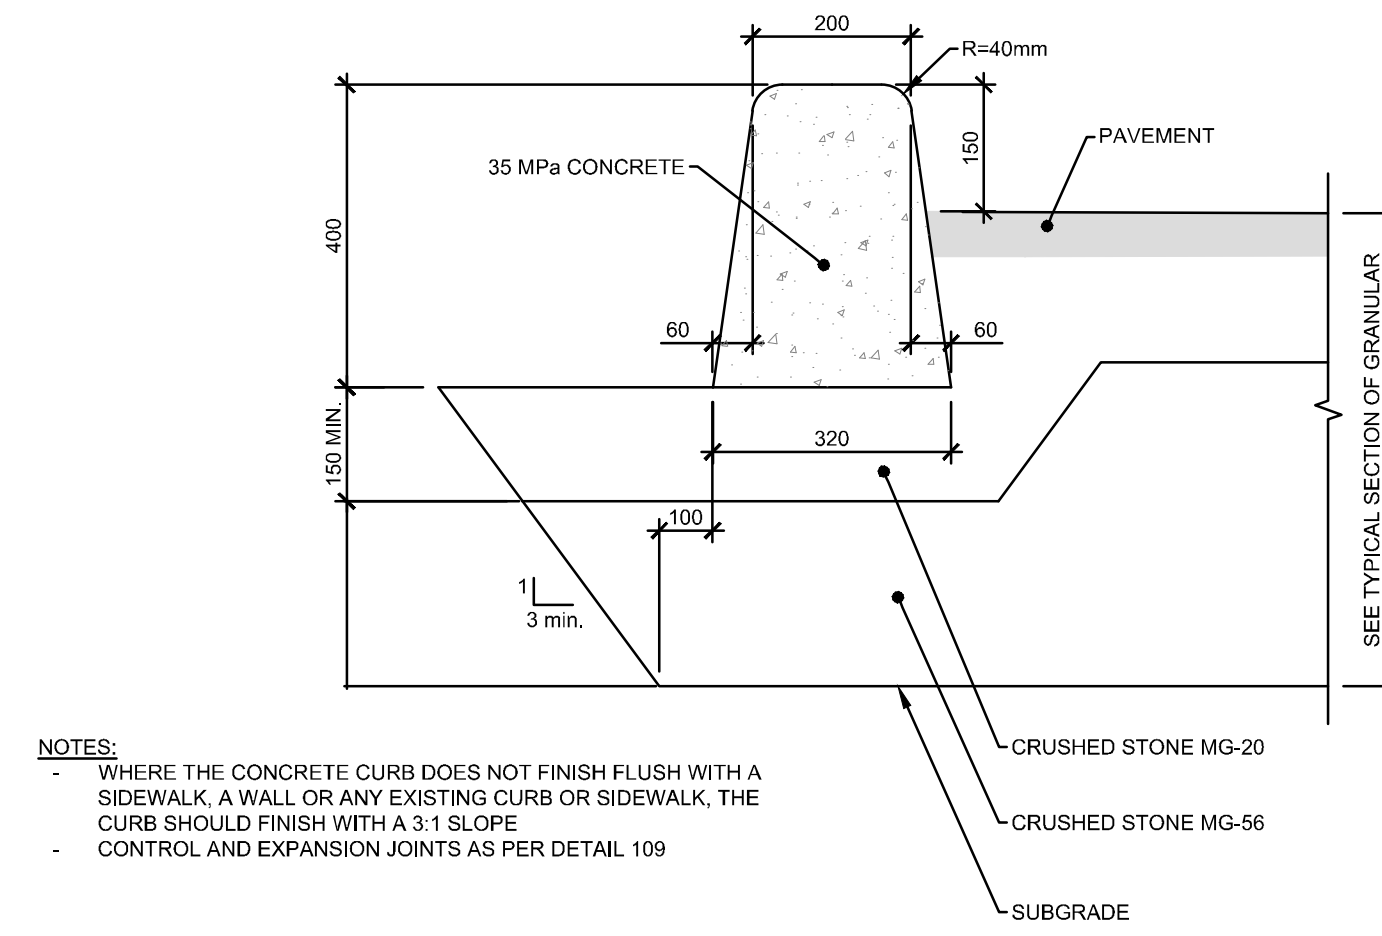 200
R=40mm
150
PAVEMENT
35 MPa CONCRETE
400
60
60
SEE TYPICAL SECTION OF GRANULAR
150 MIN.
320
100
1
3 min.
CRUSHED STONE MG-20
CRUSHED STONE MG-56
SUBGRADE
NOTES:
- WHERE THE CONCRETE CURB DOES NOT FINISH FLUSH WITH A
SIDEWALK, A WALL OR ANY EXISTING CURB OR SIDEWALK, THE
CURB SHOULD FINISH WITH A 3:1 SLOPE
- CONTROL AND EXPANSION JOINTS AS PER DETAIL 109